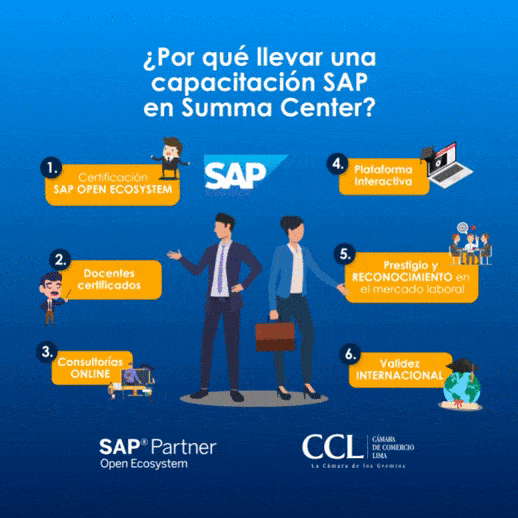 ¿Por qué llevar una
capacitación SAP
en Summa Center?
1.
Certificación
SAP OPEN ECOSYSTEM
SAP
4.
Plataforma
Interactiva
2.
Docentes
certificados
5.
Prestigio y
RECONOCIMIENTO en
el mercado laboral
3.
Consultorías
ONLINE
6.
Validez
INTERNACIONAL
SAP® Partner
Open Ecosystem
CCL
CÁMARA
DE COMERCIO
LIMA
La Cámara de los Gremios